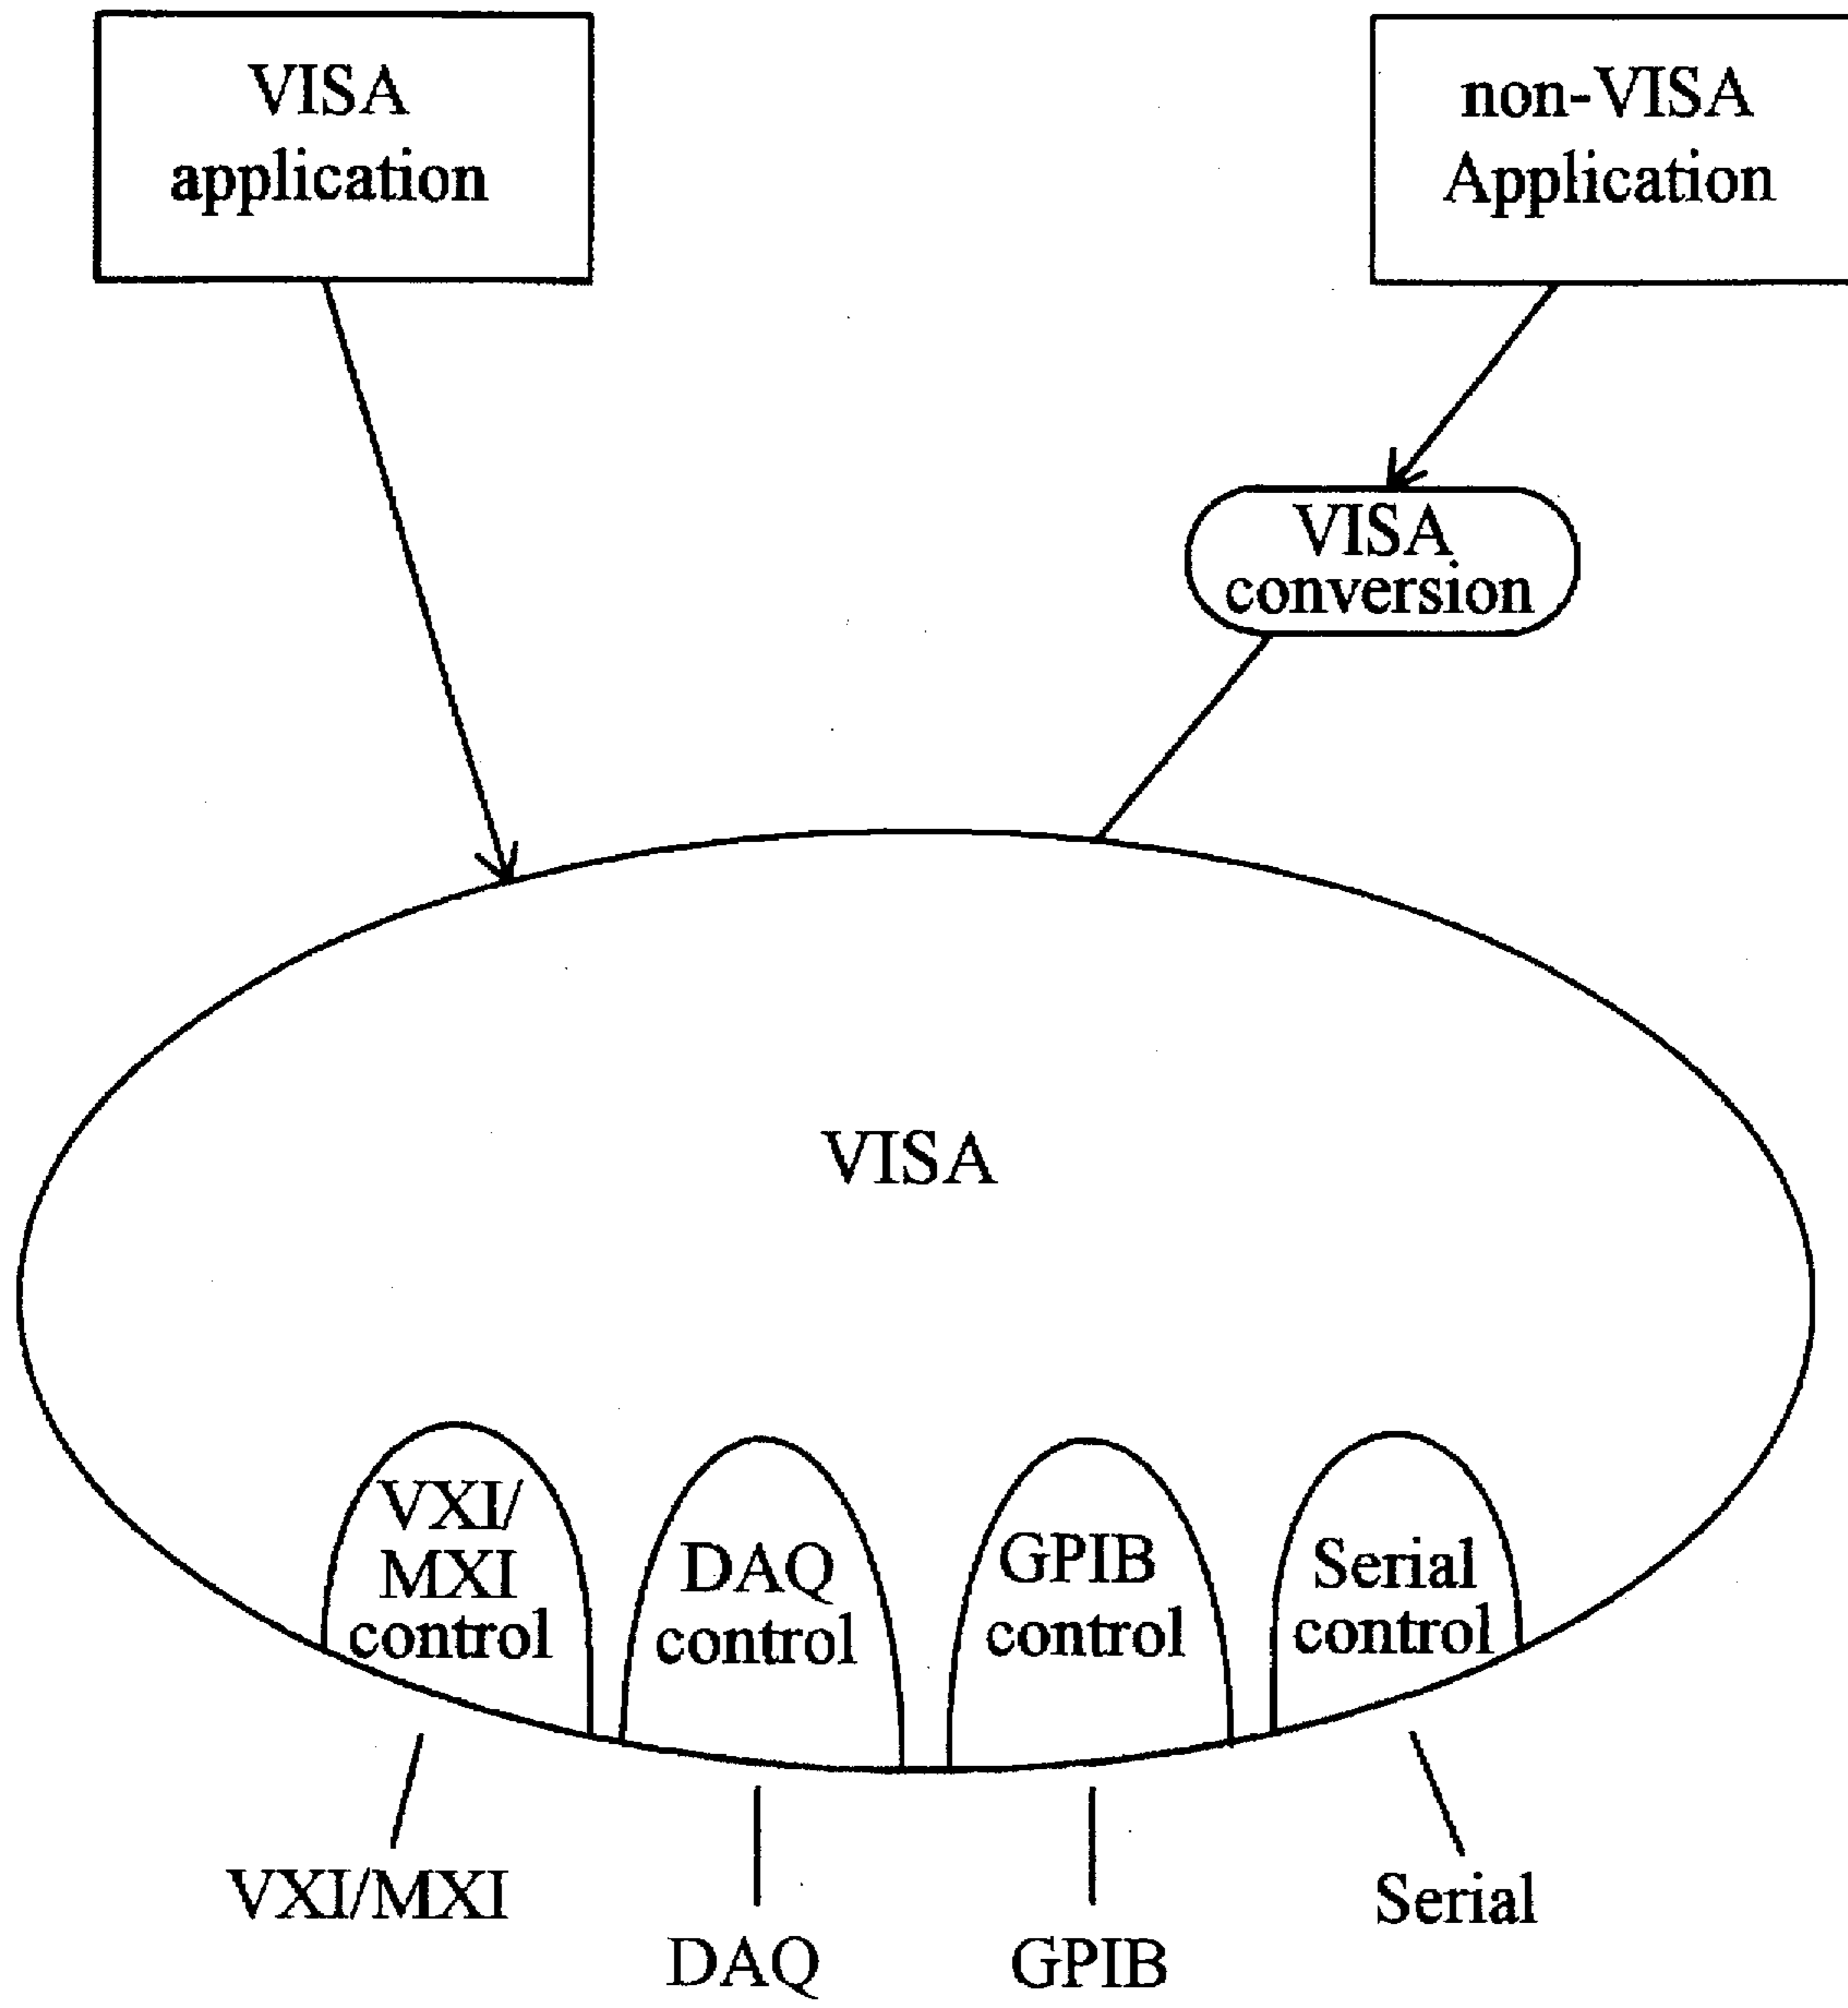 VISA
application
non-VISA
Application
VISA
conversion
VISA
VXI/
MXI
control
DAQ
control
GPIB
control
Serial
control
VXI/MXI
DAQ
GPIB
Serial